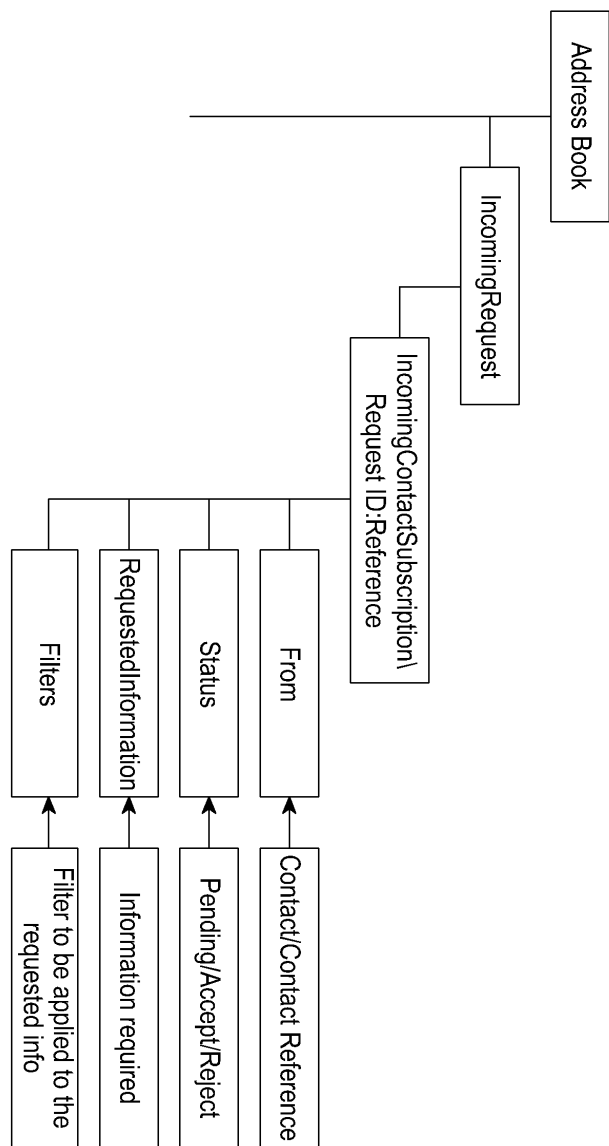 Address Book
IncomingRequest
IncomingContactSubscription\
Request ID:Reference
From
Contact/Contact Reference
Status
Pending/Accept/Reject
RequestedInformation
Information required
Filters
Filter to be applied to the
requested info